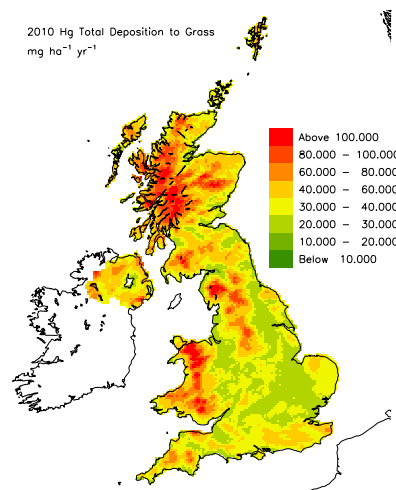 2010 Hg Total Deposition to Grass
mg ha⁻¹ yr⁻¹
Above 100.000
80.000 – 100.000
60.000 – 80.000
40.000 – 60.000
30.000 – 40.000
20.000 – 30.000
10.000 – 20.000
Below 10.000